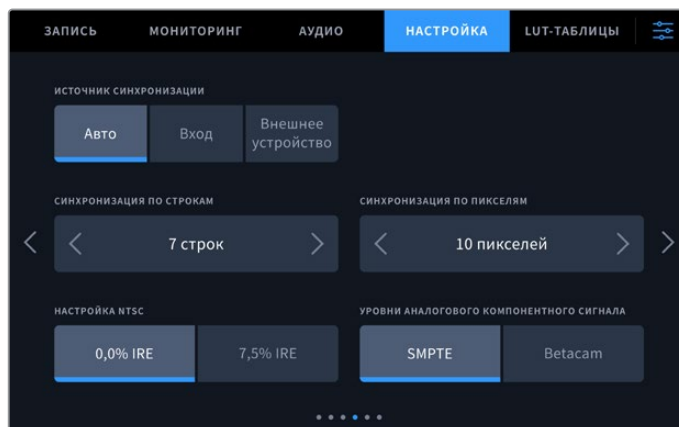 ЗАПИСЬ МОНИТОРИНГ АУДИО НАСТРОЙКА LUT-ТАБЛИЦЫ
ИСТОЧНИК СИНХРОНИЗАЦИИ
Авто Вход Внешнее
устройство
СИНХРОНИЗАЦИЯ ПО СТРОКАМ СИНХРОНИЗАЦИЯ ПО ПИКСЕЛЯМ
7 строк 10 пикселей
НАСТРОЙКА NTSC УРОВНИ АНАЛОГОВОГО КОМПОНЕНТНОГО СИГНАЛА
0,0% IRE 7,5% IRE SMPTE Betacam